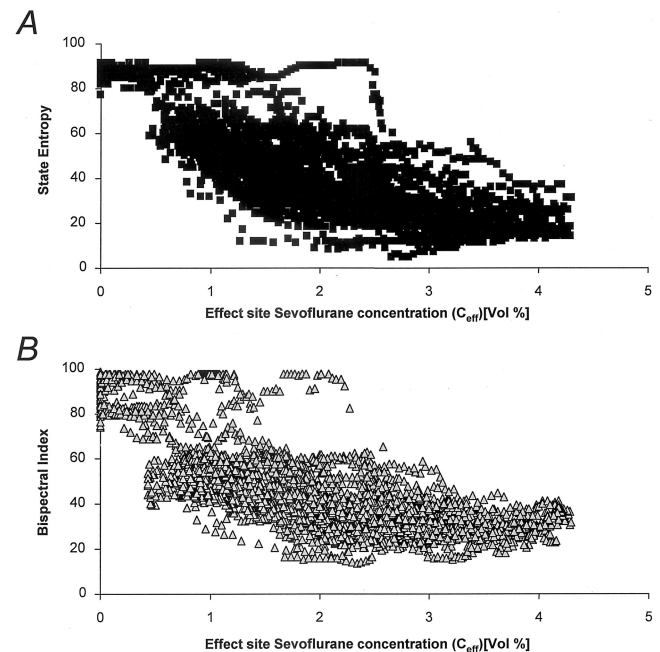 A
100
80
60
40
20
0
State Entropy
0 1 2 3 4 5
Effect site Sevoflurane concentration (Ceff)[Vol %]
B
100
80
60
40
20
0
Bispectral Index
0 1 2 3 4 5
Effect site Sevoflurane concentration (Ceff)[Vol %]